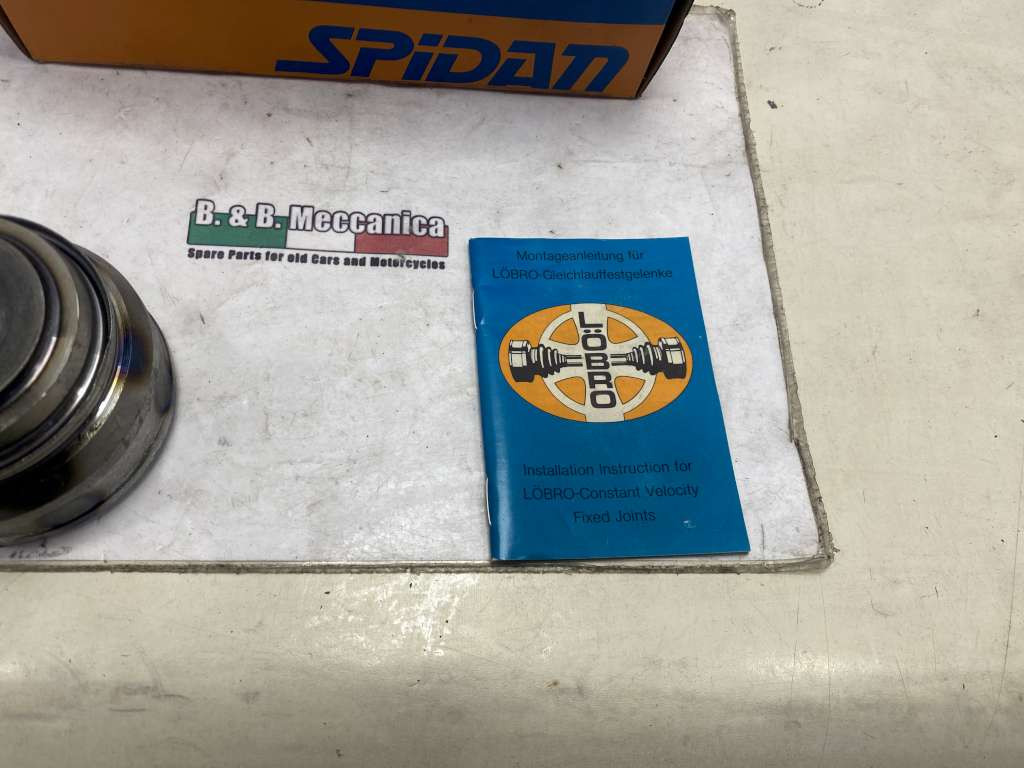 SPiDAN
B. & B. Meccanica
Spare Parts for old Cars and Motorcycles
Montageanleitung für
LÖBRO-Gleichlauffestgelenke
LÖBRO
Installation Instruction for
LÖBRO-Constant Velocity
Fixed Joints